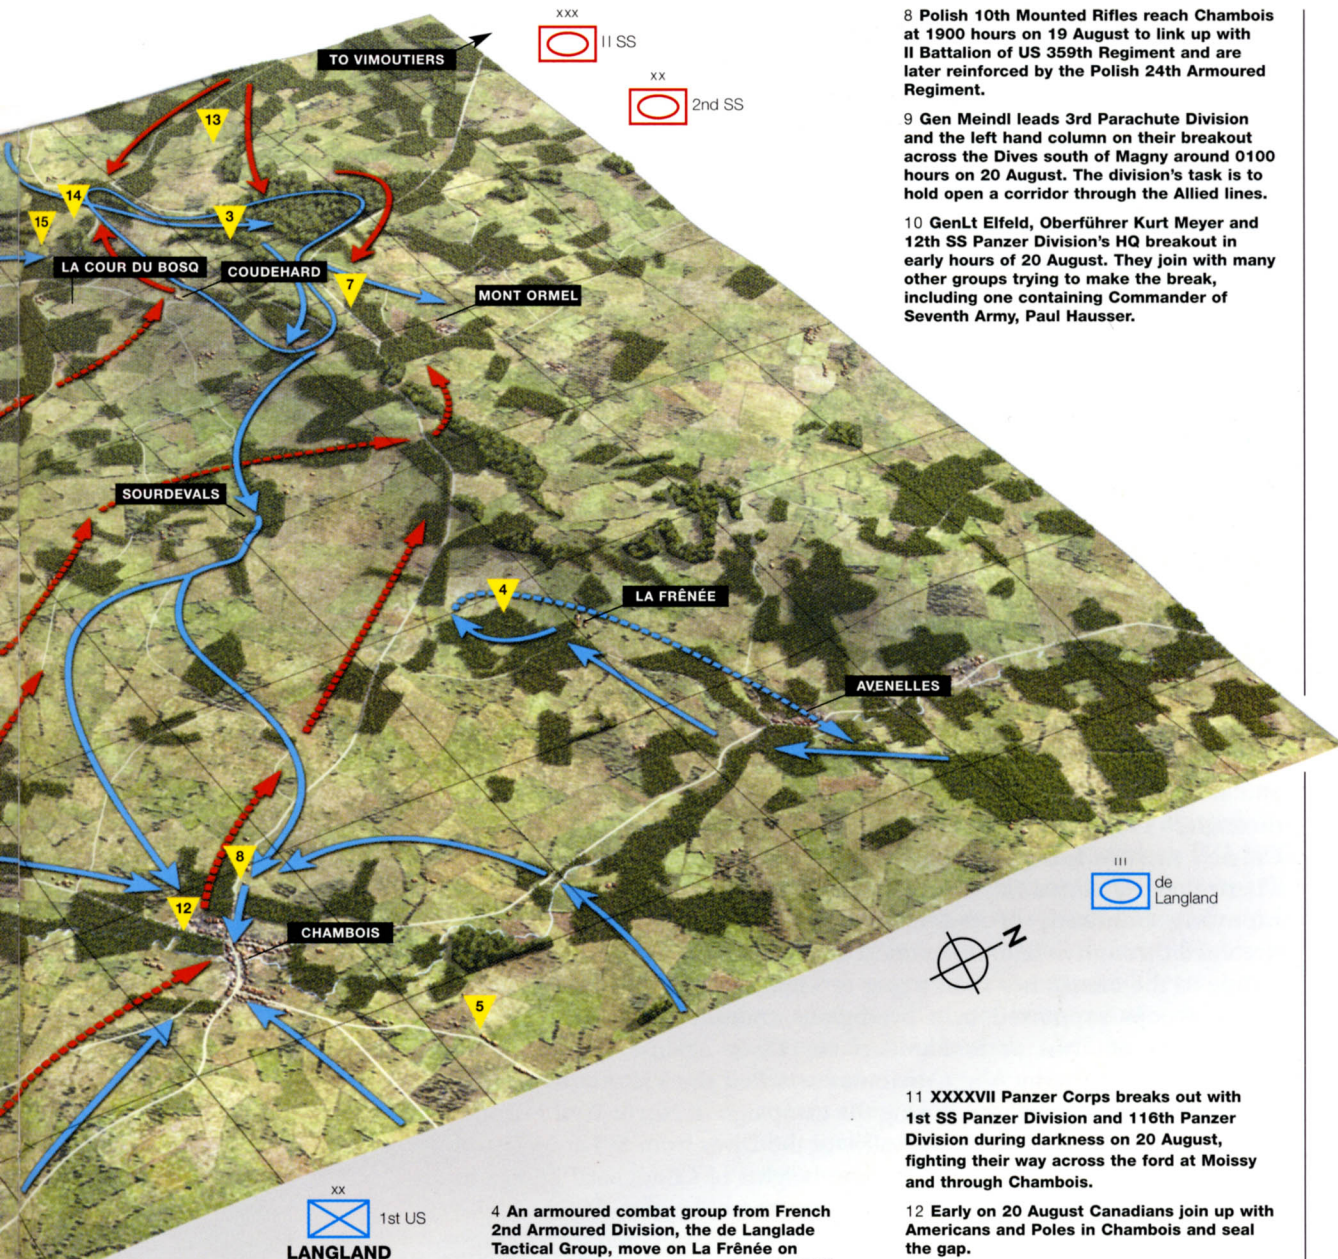 xxx
II SS
xx
2nd SS
TO VIMOUTIERS
13
14
3
15
LA COUR DU BOSQ
COUDEHARD
7
MONT ORMEL
SOURDEVALS
4
LA FRÊNÉE
AVENELLES
8
12
CHAMBOIS
5
III
de
Langland
N
xx
1st US
LANGLAND
8 Polish 10th Mounted Rifles reach Chambois
at 1900 hours on 19 August to link up with
II Battalion of US 359th Regiment and are
later reinforced by the Polish 24th Armoured
Regiment.
9 Gen Meindl leads 3rd Parachute Division
and the left hand column on their breakout
across the Dives south of Magny around 0100
hours on 20 August. The division's task is to
hold open a corridor through the Allied lines.
10 GenLt Elfeld, Oberführer Kurt Meyer and
12th SS Panzer Division's HQ breakout in
early hours of 20 August. They join with many
other groups trying to make the break,
including one containing Commander of
Seventh Army, Paul Hausser.
4 An armoured combat group from French
2nd Armoured Division, the de Langlade
Tactical Group, move on La Frênée on
11 XXXXVII Panzer Corps breaks out with
1st SS Panzer Division and 116th Panzer
Division during darkness on 20 August,
fighting their way across the ford at Moissy
and through Chambois.
12 Early on 20 August Canadians join up with
Americans and Poles in Chambois and seal
the gap.